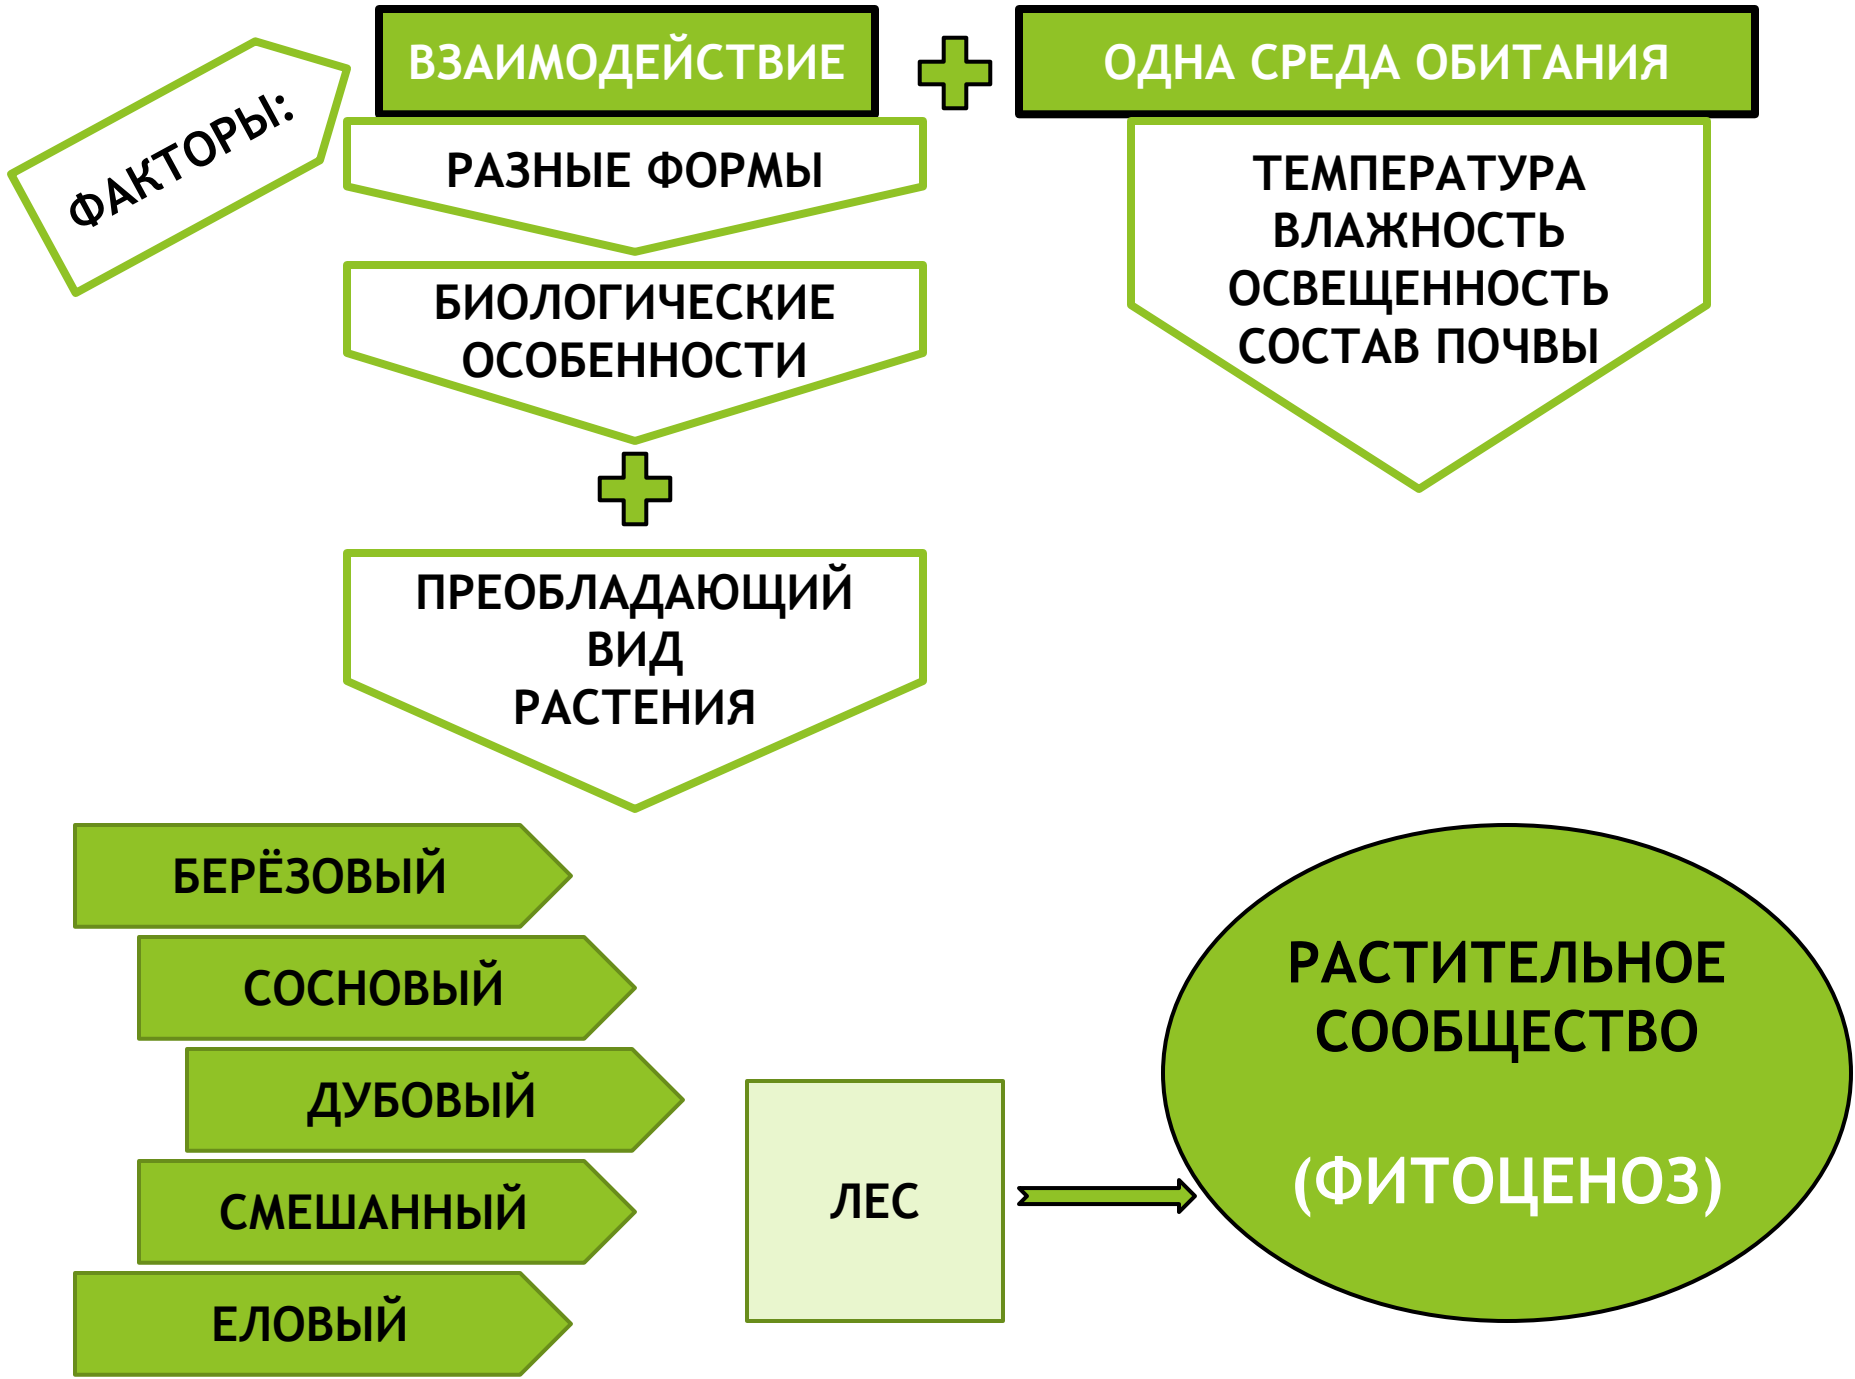 ФАКТОРЫ:
ВЗАИМОДЕЙСТВИЕ
ОДНА СРЕДА ОБИТАНИЯ
РАЗНЫЕ ФОРМЫ
БИОЛОГИЧЕСКИЕ
ОСОБЕННОСТИ
ТЕМПЕРАТУРА
ВЛАЖНОСТЬ
ОСВЕЩЕННОСТЬ
СОСТАВ ПОЧВЫ
ПРЕОБЛАДАЮЩИЙ
ВИД
РАСТЕНИЯ
БЕРЁЗОВЫЙ
СОСНОВЫЙ
ДУБОВЫЙ
СМЕШАННЫЙ
ЕЛОВЫЙ
ЛЕС
РАСТИТЕЛЬНОЕ
СООБЩЕСТВО
(ФИТОЦЕНОЗ)